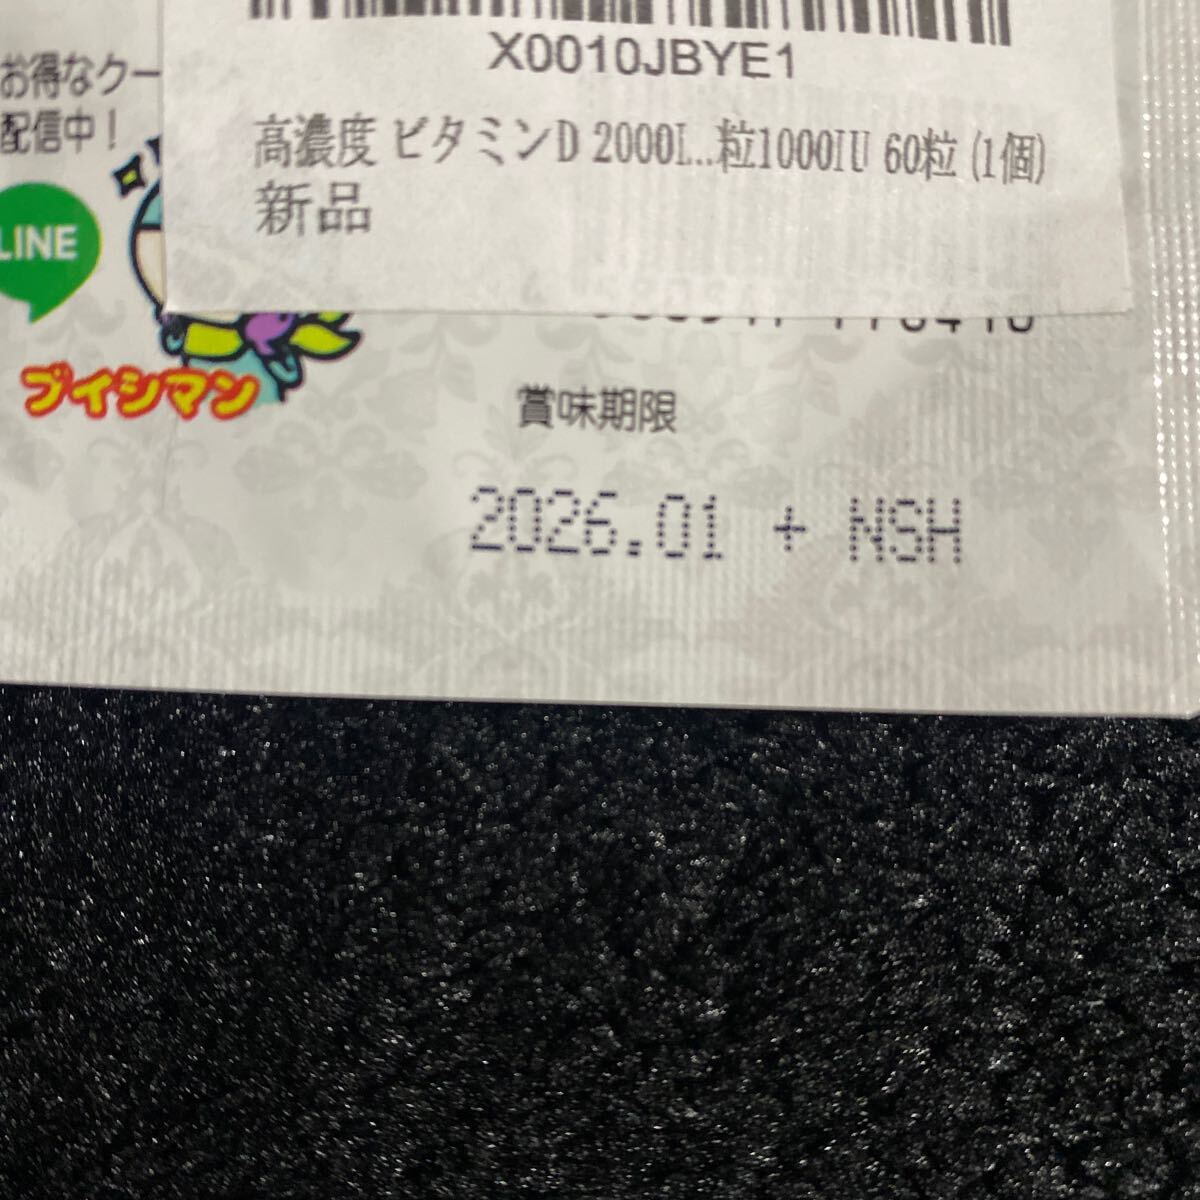 X0010JBYE1
高濃度 ビタミンD 2000I...粒1000IU 60粒 (1個)
新品
お得なクー
配信中!
LINE
ブイシマン
賞味期限
2026.01 + NSH